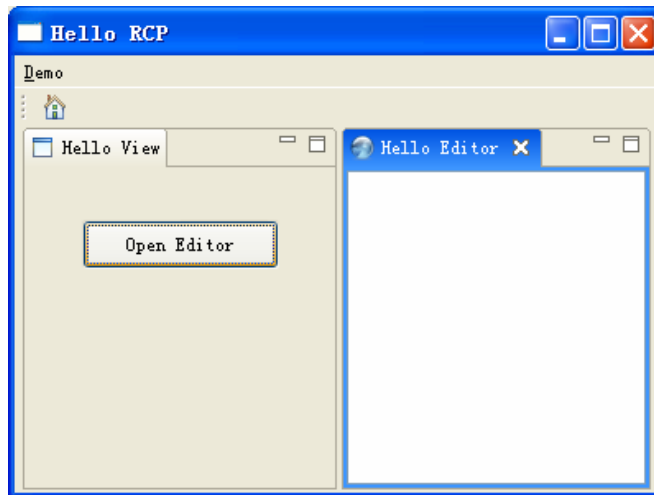 Hello RCP
Demo
Hello View
Hello Editor
Open Editor